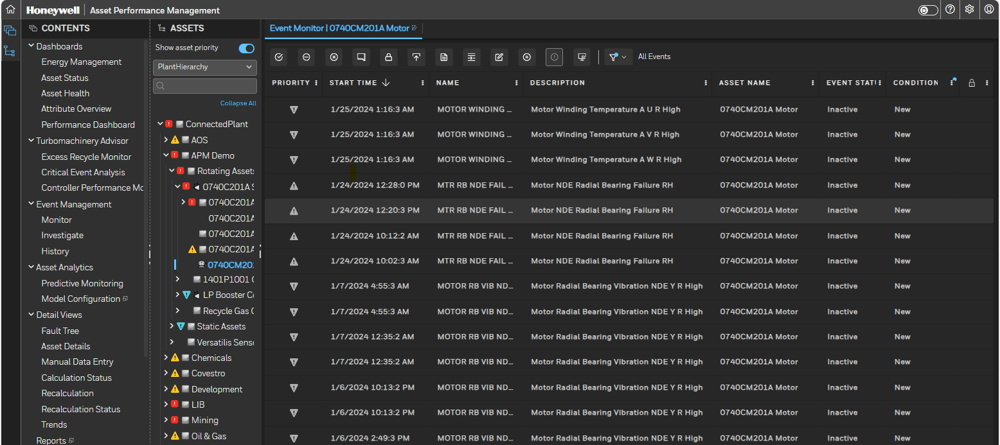 Honeywell | Asset Performance Management
CONTENTS
Dashboards
Energy Management
Asset Status
Asset Health
Attribute Overview
Performance Dashboard
Turbomachinery Advisor
Excess Recycle Monitor
Critical Event Analysis
Controller Performance Mo
Event Management
Monitor
Investigate
History
Asset Analytics
Predictive Monitoring
Model Configuration
Detail Views
Fault Tree
Asset Details
Manual Data Entry
Calculation Status
Recalculation
Recalculation Status
Trends
Reports
ASSETS
Show asset priority
PlantHierarchy
Collapse All
ConnectedPlant
AOS
APM Demo
Rotating Assets
0740C201A S
0740C201A
0740C201A
0740C201A
0740C201A
0740CM201
1401P1001 C
LP Booster Co
Recycle Gas C
Static Assets
Versatilis Senso
Chemicals
Covestro
Development
LIB
Mining
Oil & Gas
Event Monitor | 0740CM201A Motor
All Events
PRIORITY START TIME NAME DESCRIPTION ASSET NAME EVENT STATU CONDITION
1/25/2024 1:16:3 AM MOTOR WINDING ... Motor Winding Temperature A U R High 0740CM201A Motor Inactive New
1/25/2024 1:16:3 AM MOTOR WINDING ... Motor Winding Temperature A V R High 0740CM201A Motor Inactive New
1/25/2024 1:16:3 AM MOTOR WINDING ... Motor Winding Temperature A W R High 0740CM201A Motor Inactive New
1/24/2024 12:28:0 PM MTR RB NDE FAIL ... Motor NDE Radial Bearing Failure RH 0740CM201A Motor Inactive New
1/24/2024 12:20:3 PM MTR RB NDE FAIL ... Motor NDE Radial Bearing Failure RH 0740CM201A Motor Inactive New
1/24/2024 10:12:2 AM MTR RB NDE FAIL ... Motor NDE Radial Bearing Failure RH 0740CM201A Motor Inactive New
1/24/2024 10:02:3 AM MTR RB NDE FAIL ... Motor NDE Radial Bearing Failure RH 0740CM201A Motor Inactive New
1/7/2024 4:55:3 AM MOTOR RB VIB ND... Motor Radial Bearing Vibration NDE Y R High 0740CM201A Motor Inactive New
1/7/2024 4:55:3 AM MOTOR RB VIB ND... Motor Radial Bearing Vibration NDE Y R High 0740CM201A Motor Inactive New
1/7/2024 12:35:2 AM MOTOR RB VIB ND... Motor Radial Bearing Vibration NDE Y R High 0740CM201A Motor Inactive New
1/7/2024 12:35:2 AM MOTOR RB VIB ND... Motor Radial Bearing Vibration NDE Y R High 0740CM201A Motor Inactive New
1/6/2024 10:13:2 PM MOTOR RB VIB ND... Motor Radial Bearing Vibration NDE Y R High 0740CM201A Motor Inactive New
1/6/2024 10:13:2 PM MOTOR RB VIB ND... Motor Radial Bearing Vibration NDE Y R High 0740CM201A Motor Inactive New
1/6/2024 2:49:3 PM MOTOR RB VIB ND... Motor Radial Bearing Vibration NDE Y R High 0740CM201A Motor Inactive New